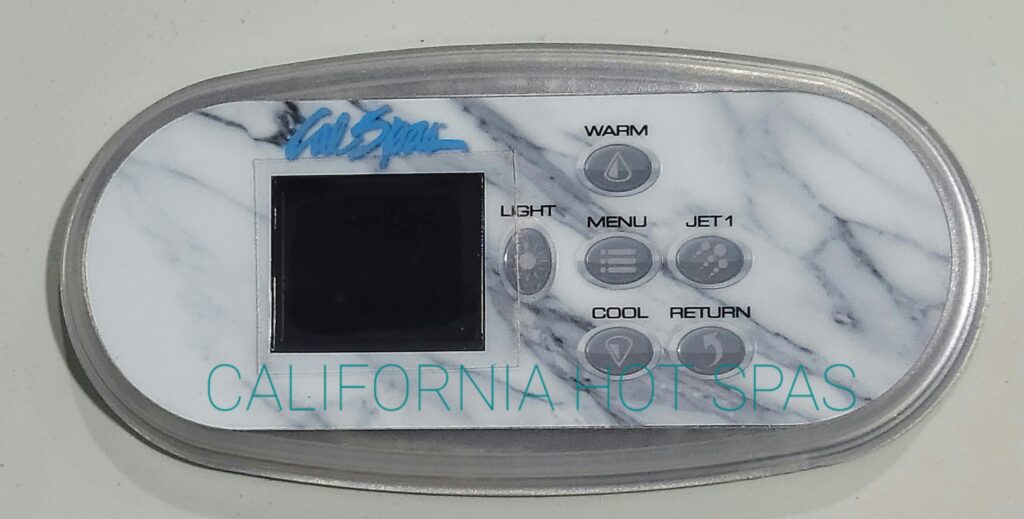 Cal Spas
WARM
LIGHT
MENU
JET 1
COOL
RETURN
CALIFORNIA HOT SPAS